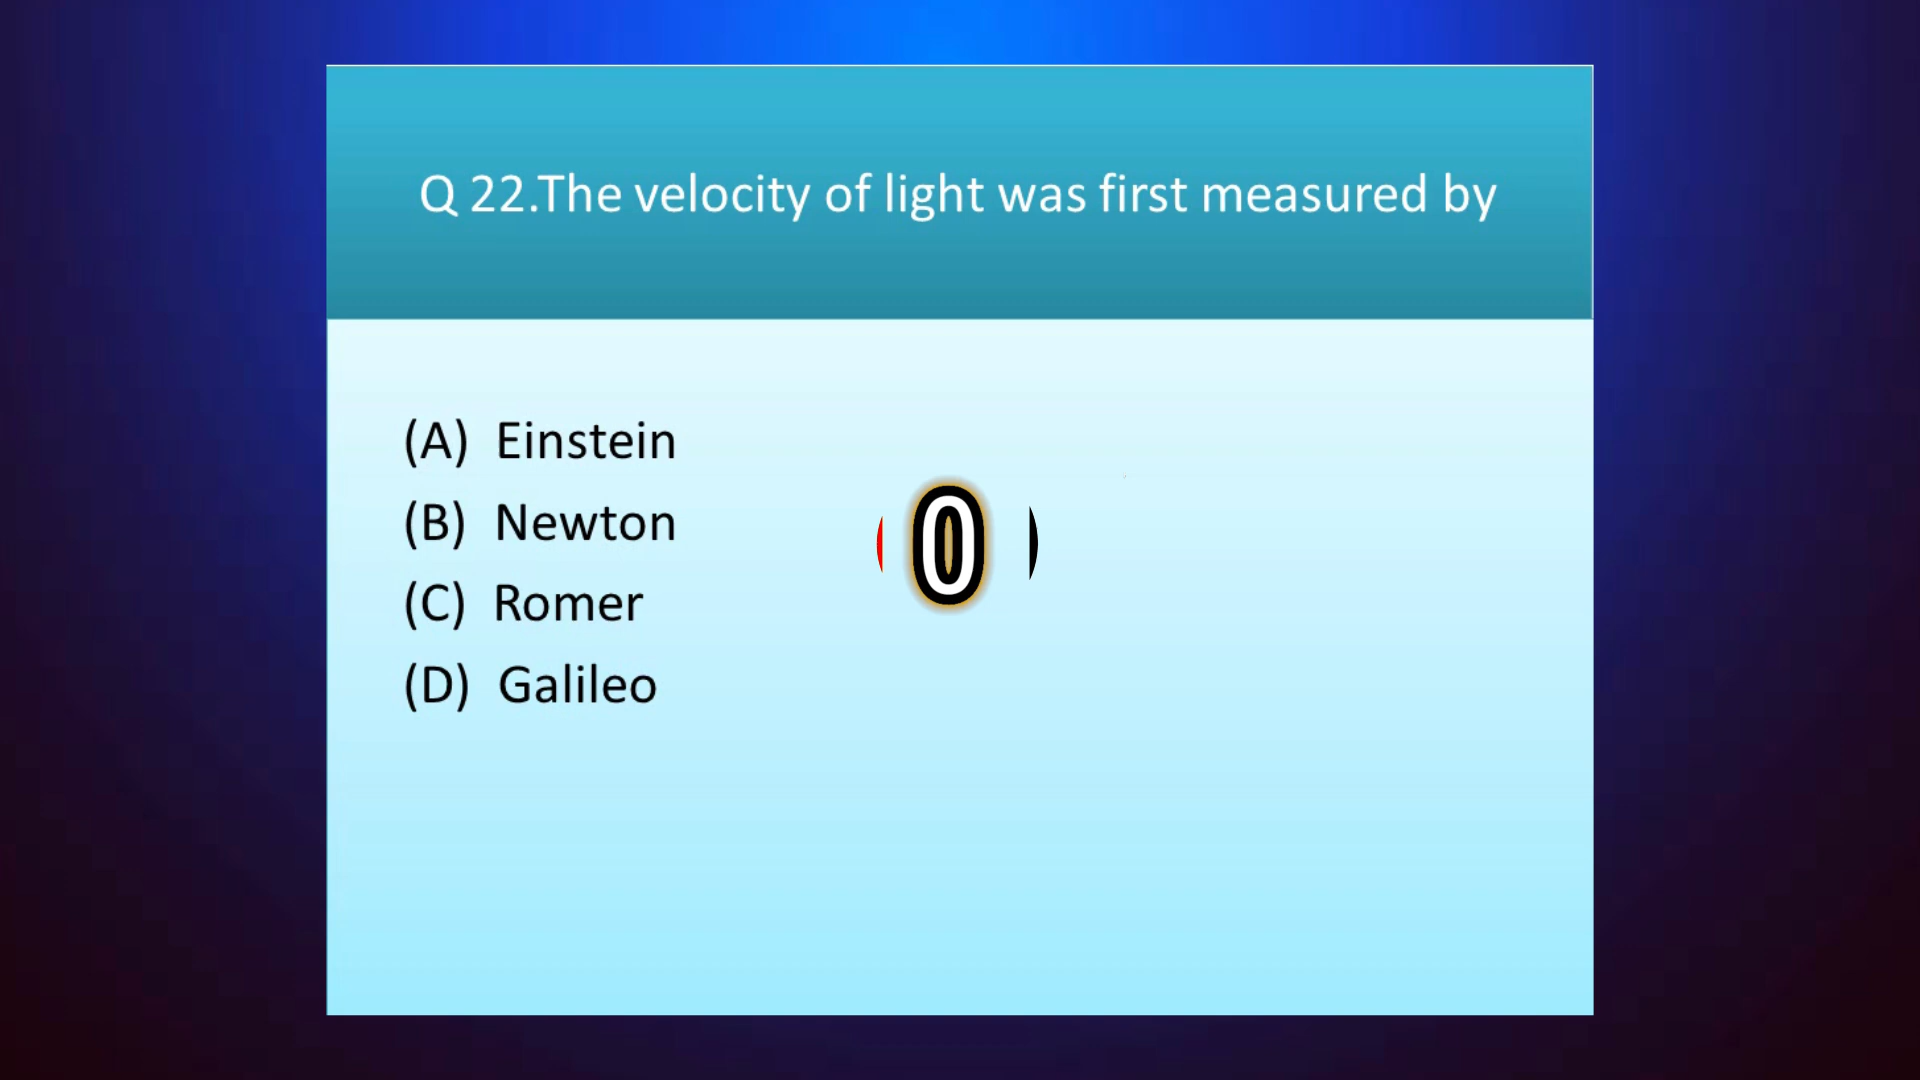 Q 22.The velocity of light was first measured by
(A) Einstein
(B) Newton
(C) Romer
(D) Galileo
0